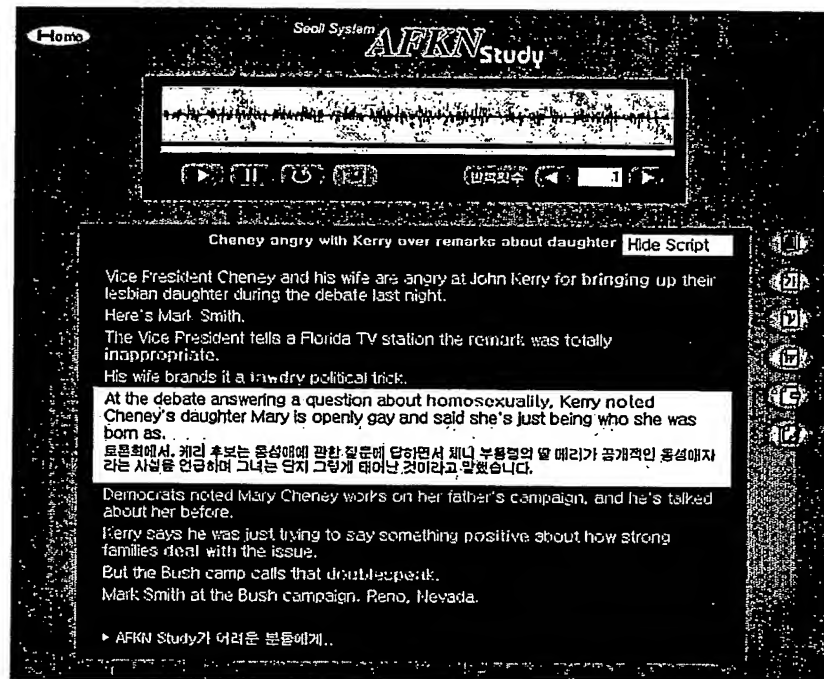 Home
Seoil System
AFKN Study
반복횟수 1
Cheney angry with Kerry over remarks about daughter Hide Script
Vice President Cheney and his wife are angry at John Kerry for bringing up their
lesbian daughter during the debate last night.
Here's Mark Smith.
The Vice President tells a Florida TV station the remark was totally
inappropriate.
His wife brands it a tawdry political trick.
At the debate answering a question about homosexuality, Kerry noted
Cheney's daughter Mary is openly gay and said she's just being who she was
born as.
토론회에서, 케리 후보는 동성애에 관한 질문에 답하면서 체니 부통령의 딸 메리가 공개적인 동성애자
라는 사실을 언급하며 그녀는 단지 그렇게 태어난 것이라고 말했습니다.
Democrats noted Mary Cheney works on her father's campaign, and he's talked
about her before.
Kerry says he was just trying to say something positive about how strong
families deal with the issue.
But the Bush camp calls that doublespeak.
Mark Smith at the Bush campaign. Reno, Nevada.
▶ AFKN Study가 어려운 분들에게..